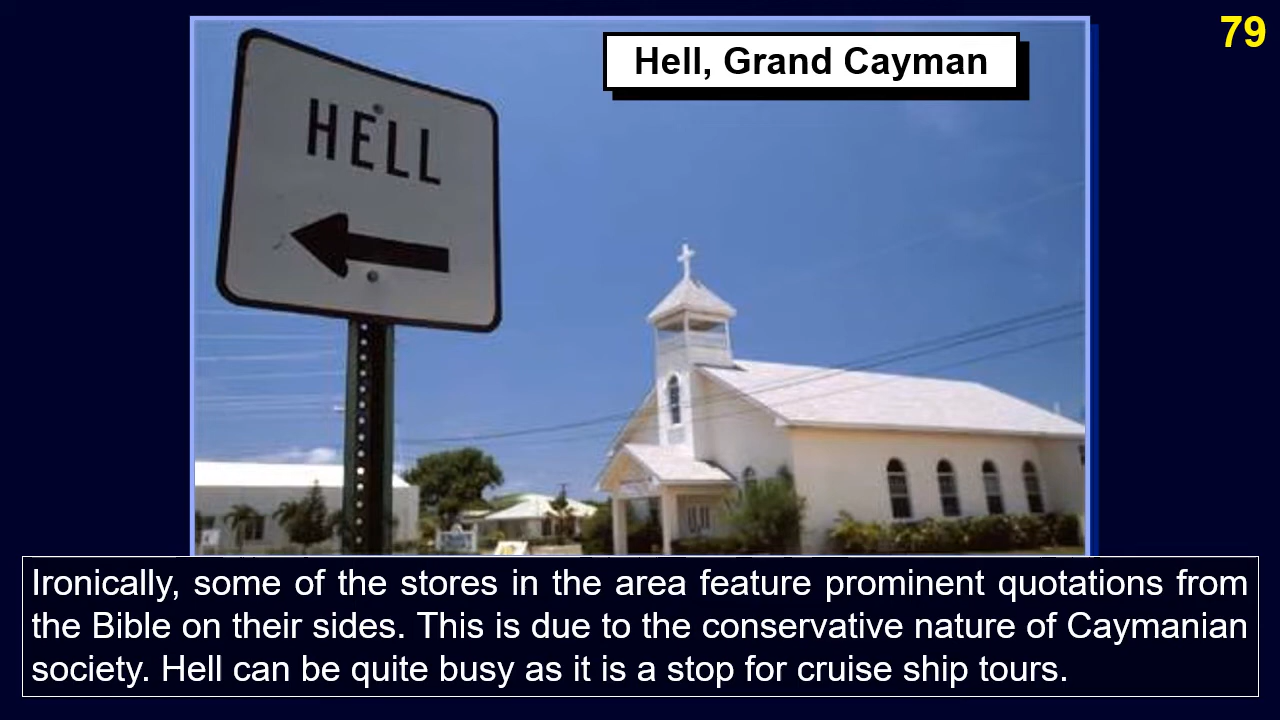 79
Hell, Grand Cayman
HELL
Ironically, some of the stores in the area feature prominent quotations from
the Bible on their sides. This is due to the conservative nature of Caymanian
society. Hell can be quite busy as it is a stop for cruise ship tours.